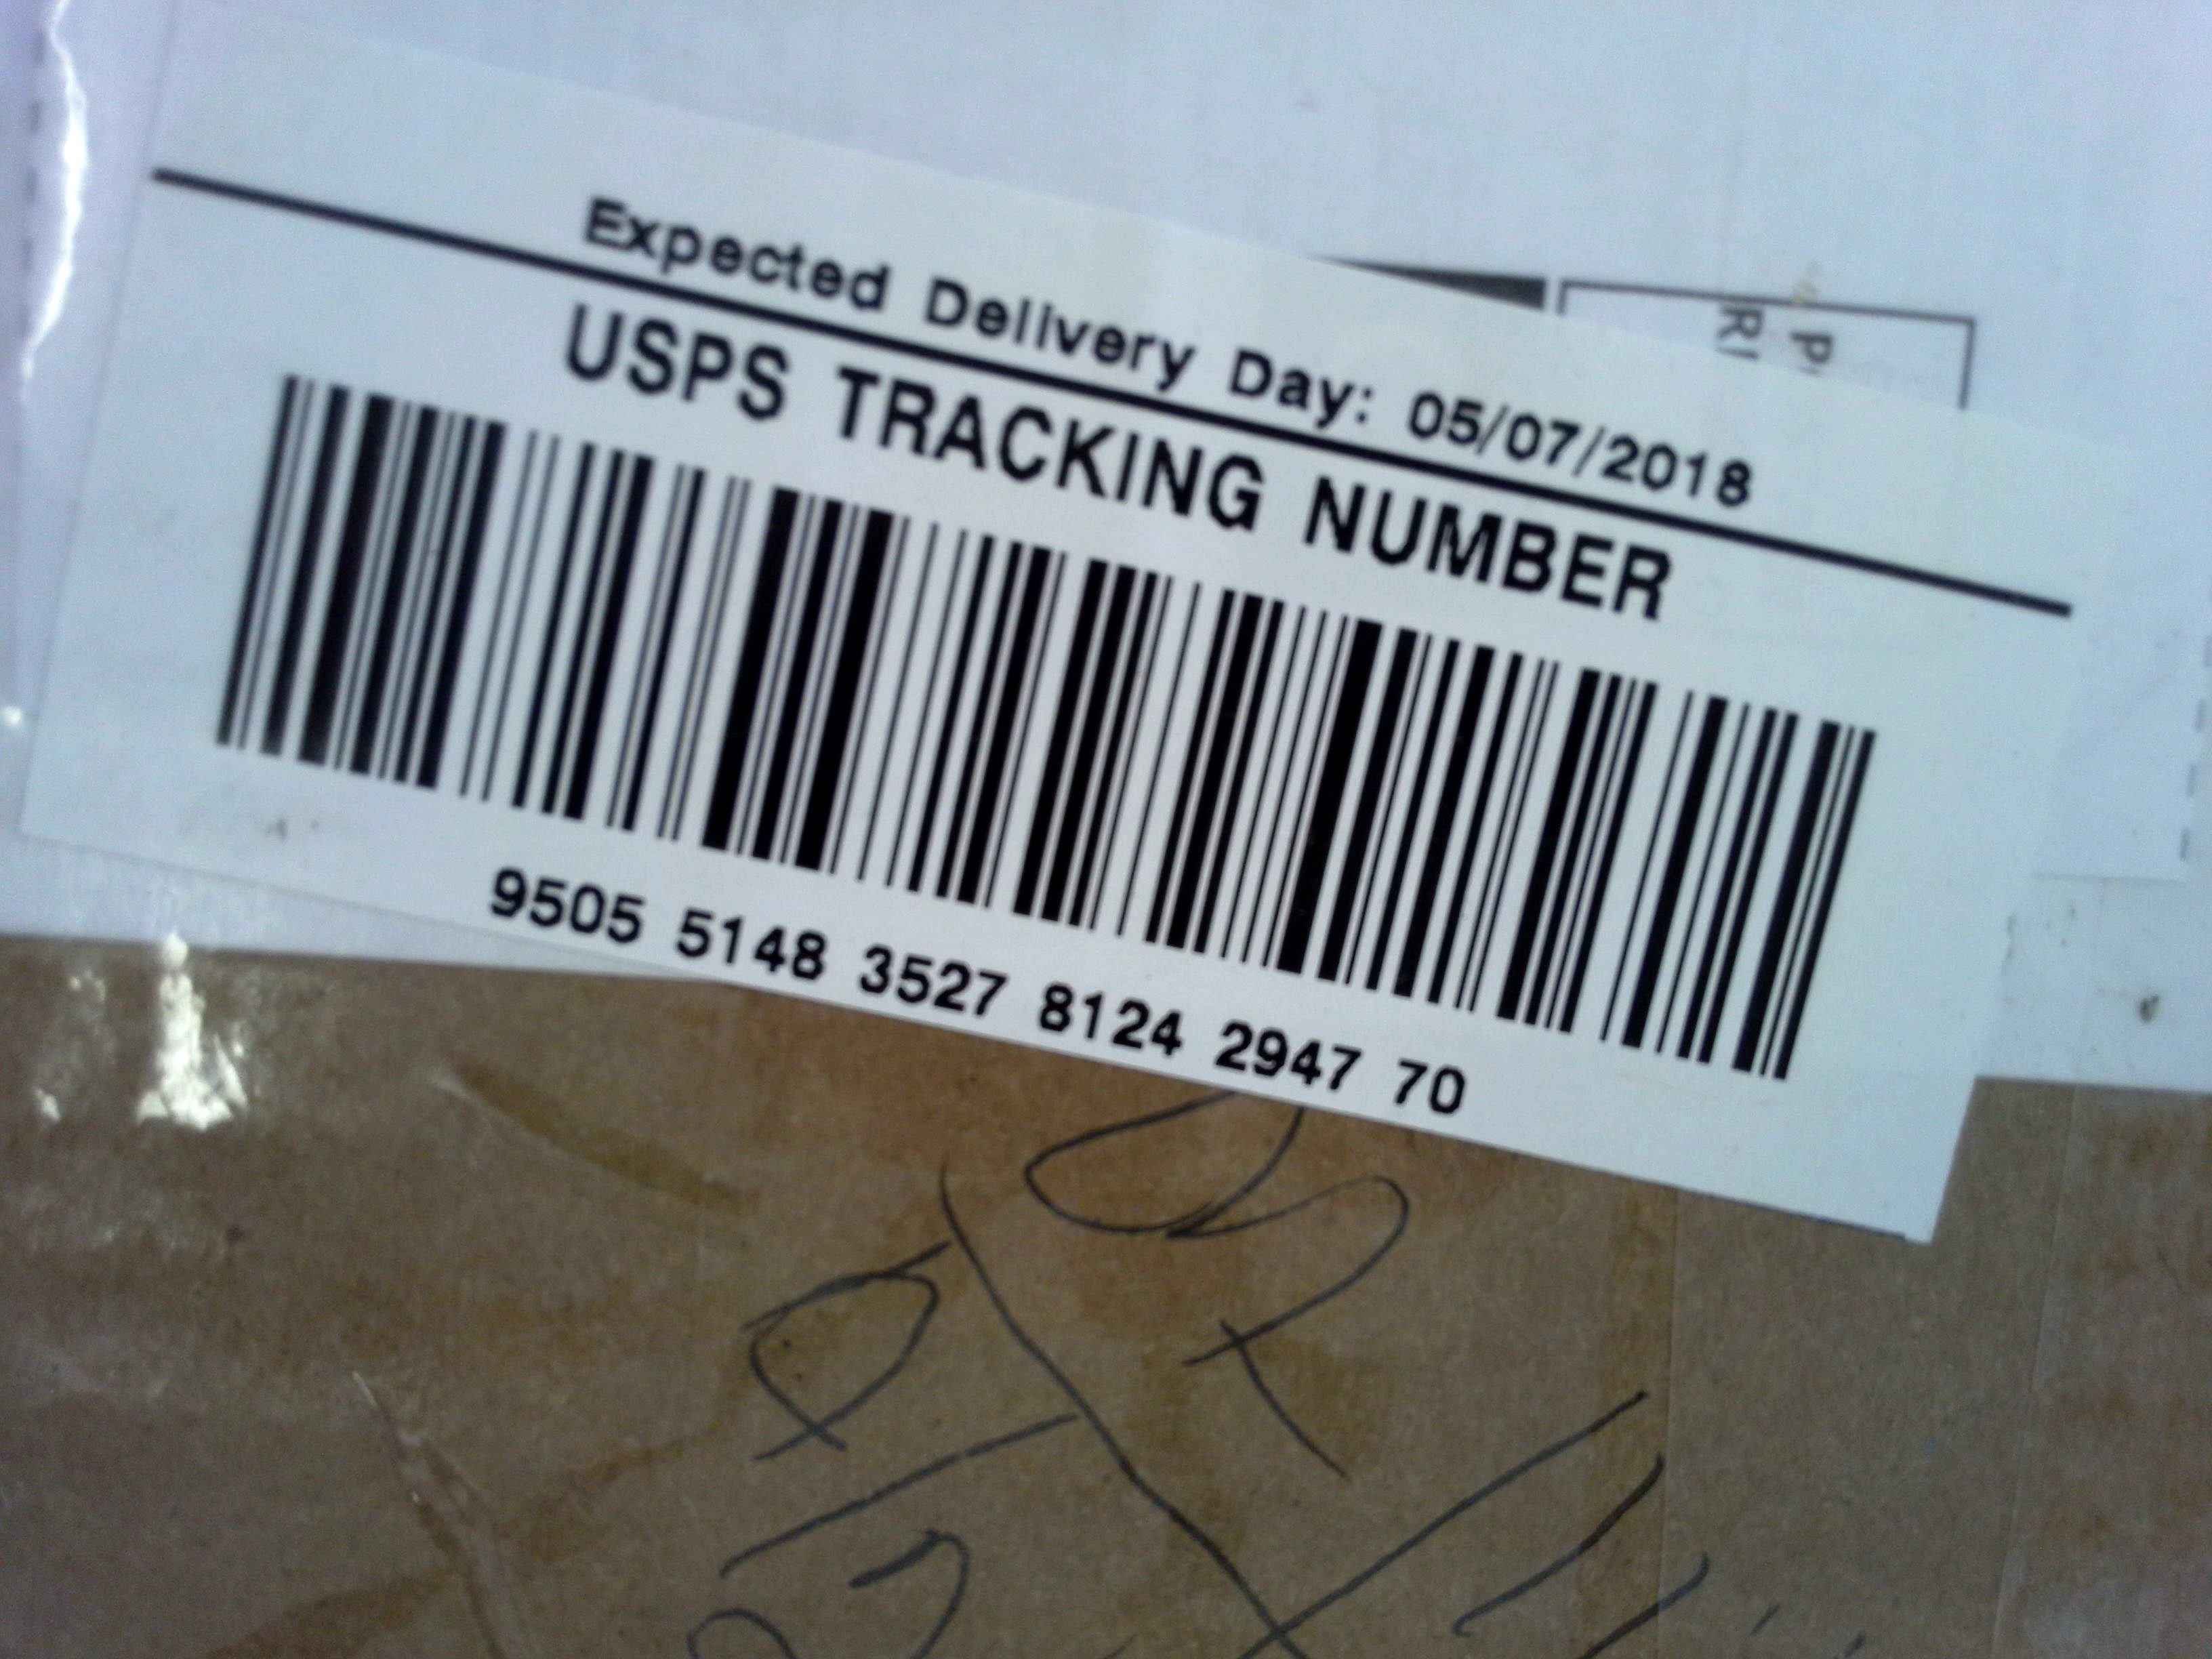 Expected Delivery Day: 05/07/2018
USPS TRACKING NUMBER
9505 5148 3527 8124 2947 70